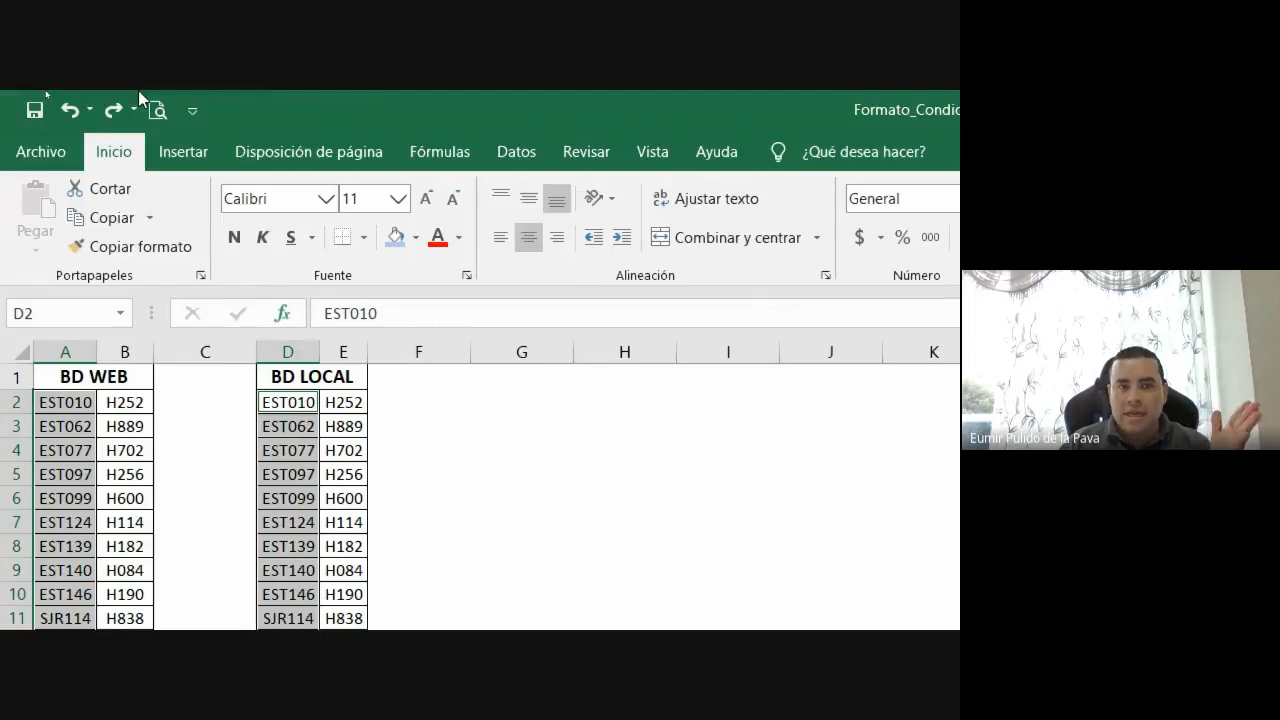 Formato_Condic
Archivo Inicio Insertar Disposición de página Fórmulas Datos Revisar Vista Ayuda ¿Qué desea hacer?
Pegar
Cortar
Copiar
Copiar formato
Portapapeles
Calibri 11
N K S A
Fuente
Ajustar texto
Combinar y centrar
Alineación
General
$ % 000
Número
D2 fx EST010
A B C D E F G H I J K
1 BD WEB BD LOCAL
2 EST010 H252 EST010 H252
3 EST062 H889 EST062 H889
4 EST077 H702 EST077 H702
5 EST097 H256 EST097 H256
6 EST099 H600 EST099 H600
7 EST124 H114 EST124 H114
8 EST139 H182 EST139 H182
9 EST140 H084 EST140 H084
10 EST146 H190 EST146 H190
11 SJR114 H838 SJR114 H838
Eumir Pulido de la Pava